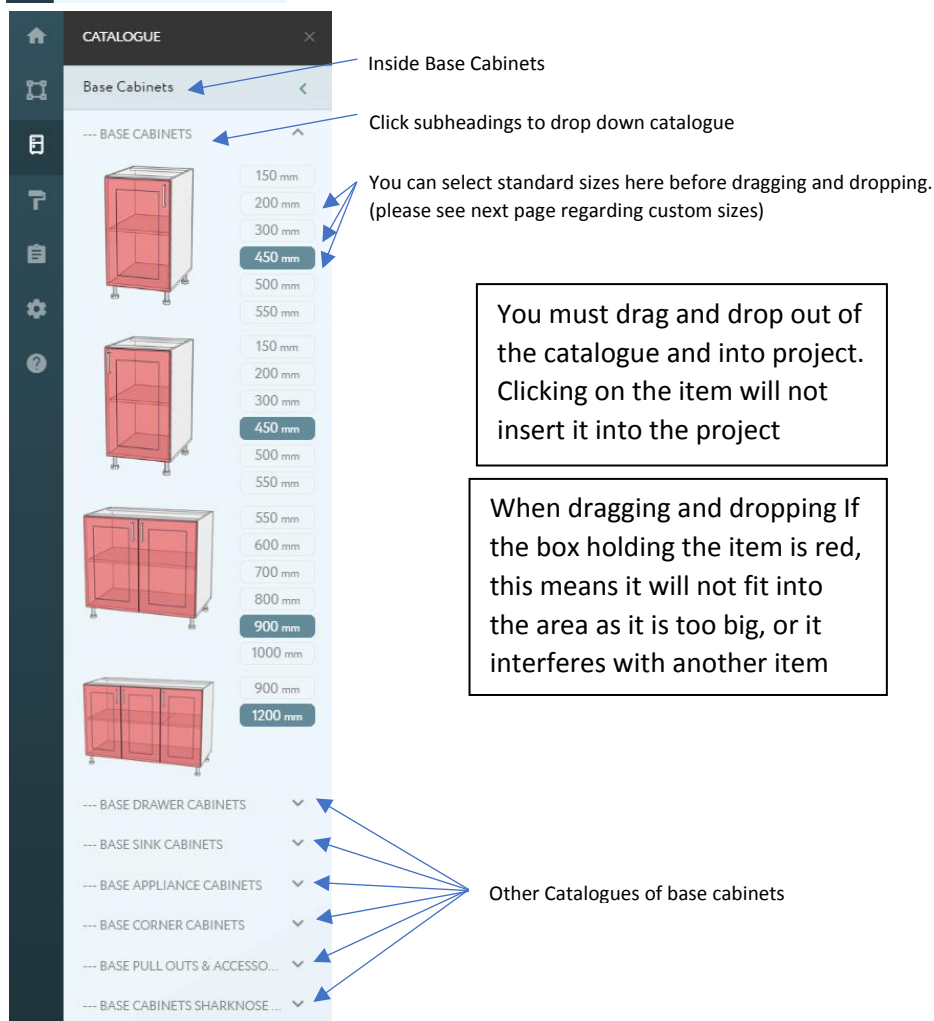 CATALOGUE
Base Cabinets
--- BASE CABINETS
150 mm
200 mm
300 mm
450 mm
500 mm
550 mm
150 mm
200 mm
300 mm
450 mm
500 mm
550 mm
550 mm
600 mm
700 mm
800 mm
900 mm
1000 mm
900 mm
1200 mm
--- BASE DRAWER CABINETS
--- BASE SINK CABINETS
--- BASE APPLIANCE CABINETS
--- BASE CORNER CABINETS
--- BASE PULL OUTS & ACCESSO...
--- BASE CABINETS SHARKNOSE ...
Inside Base Cabinets
Click subheadings to drop down catalogue
You can select standard sizes here before dragging and dropping.
(please see next page regarding custom sizes)
You must drag and drop out of
the catalogue and into project.
Clicking on the item will not
insert it into the project
When dragging and dropping If
the box holding the item is red,
this means it will not fit into
the area as it is too big, or it
interferes with another item
Other Catalogues of base cabinets